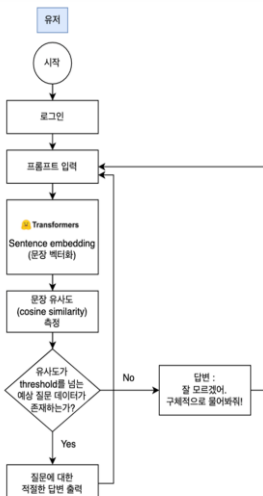 유저
시작
로그인
프롬프트 입력
🤗 Transformers
Sentence embedding
(문장 벡터화)
문장 유사도
(cosine similarity)
측정
유사도가
threshold를 넘는
예상 질문 데이터가
존재하는가?
No
답변 :
잘 모르겠어.
구체적으로 물어봐줘!
Yes
질문에 대한
적절한 답변 출력